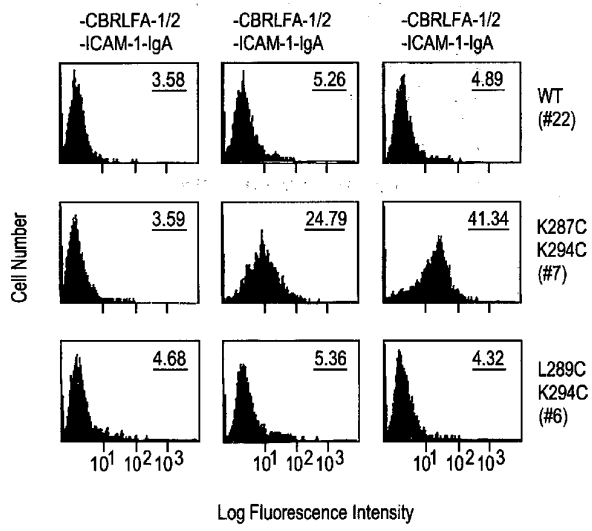 -CBRLFA-1/2 -CBRLFA-1/2 -CBRLFA-1/2
-ICAM-1-IgA -ICAM-1-IgA -ICAM-1-IgA
3.58 5.26 4.89
WT
(#22)
3.59 24.79 41.34
K287C
K294C
(#7)
Cell Number
4.68 5.36 4.32
L289C
K294C
(#6)
10¹ 10² 10³ 10¹ 10² 10³ 10¹ 10² 10³
Log Fluorescence Intensity